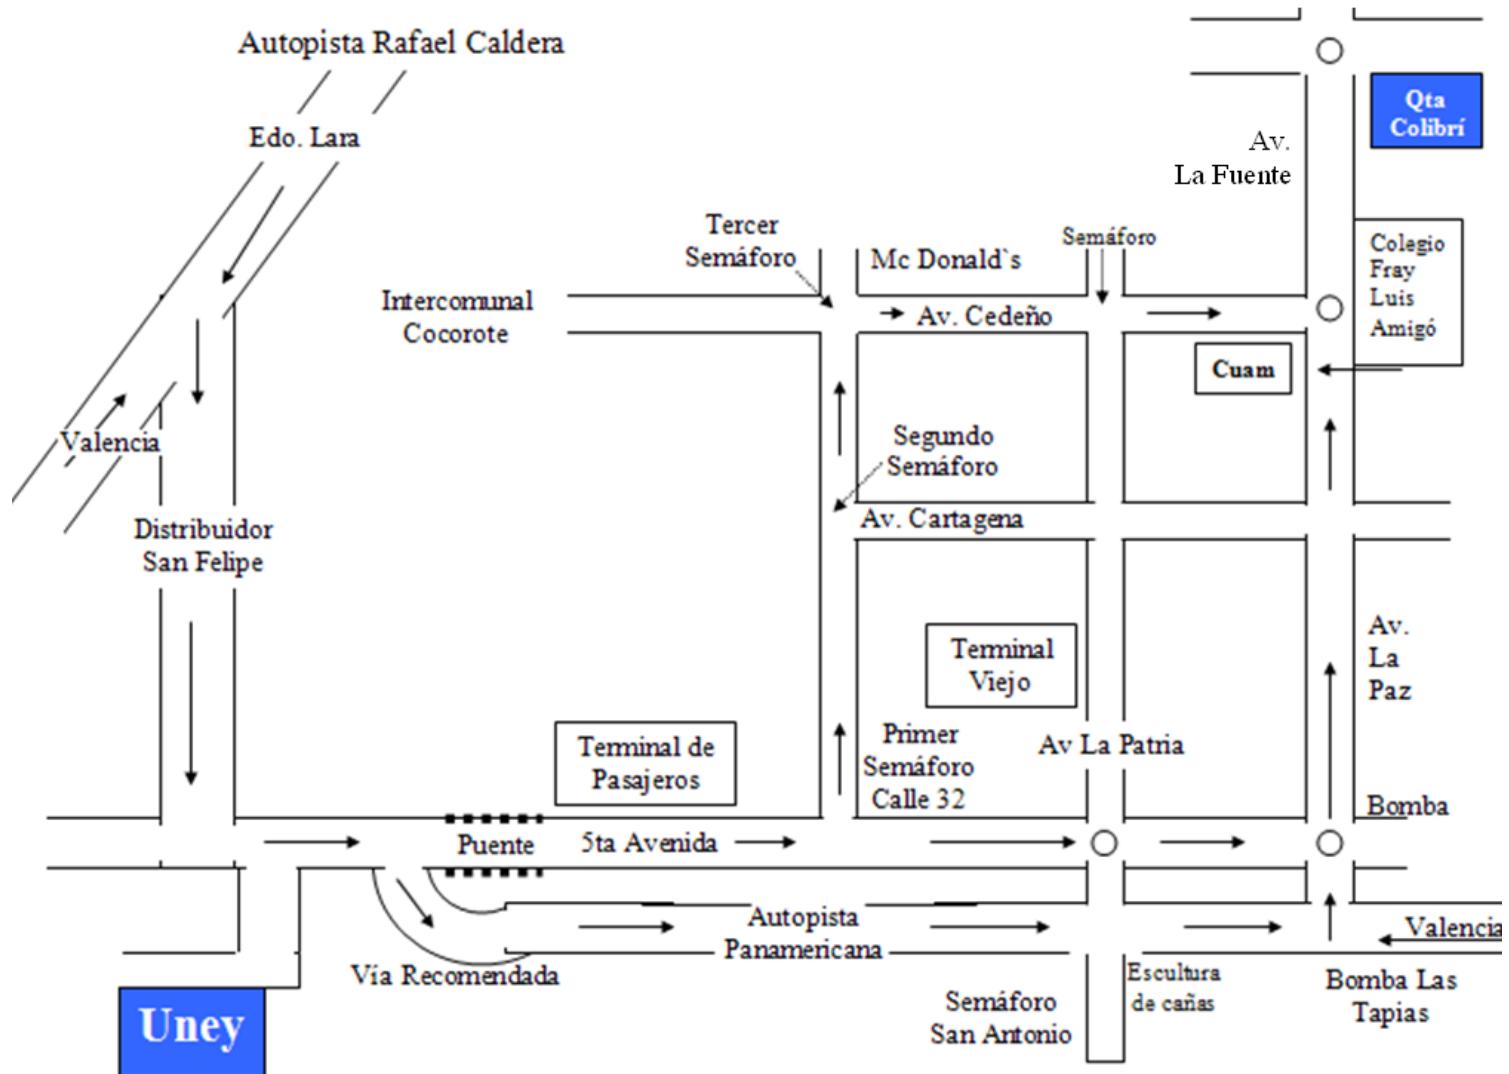 Autopista Rafael Caldera
Edo. Lara
Qta
Colibrí
Av.
La Fuente
Tercer
Semáforo
Mc Donald`s
Semáforo
Colegio
Fray
Luis
Amigó
Intercomunal
Cocorote
Av. Cedeño
Cuam
Valencia
Segundo
Semáforo
Av. Cartagena
Distribuidor
San Felipe
Terminal
Viejo
Av.
La
Paz
Terminal de
Pasajeros
Primer
Semáforo
Calle 32
Av La Patria
Bomba
Puente
5ta Avenida
Autopista
Panamericana
Valencia
Vía Recomendada
Escultura
de cañas
Bomba Las
Tapias
Semáforo
San Antonio
Uney